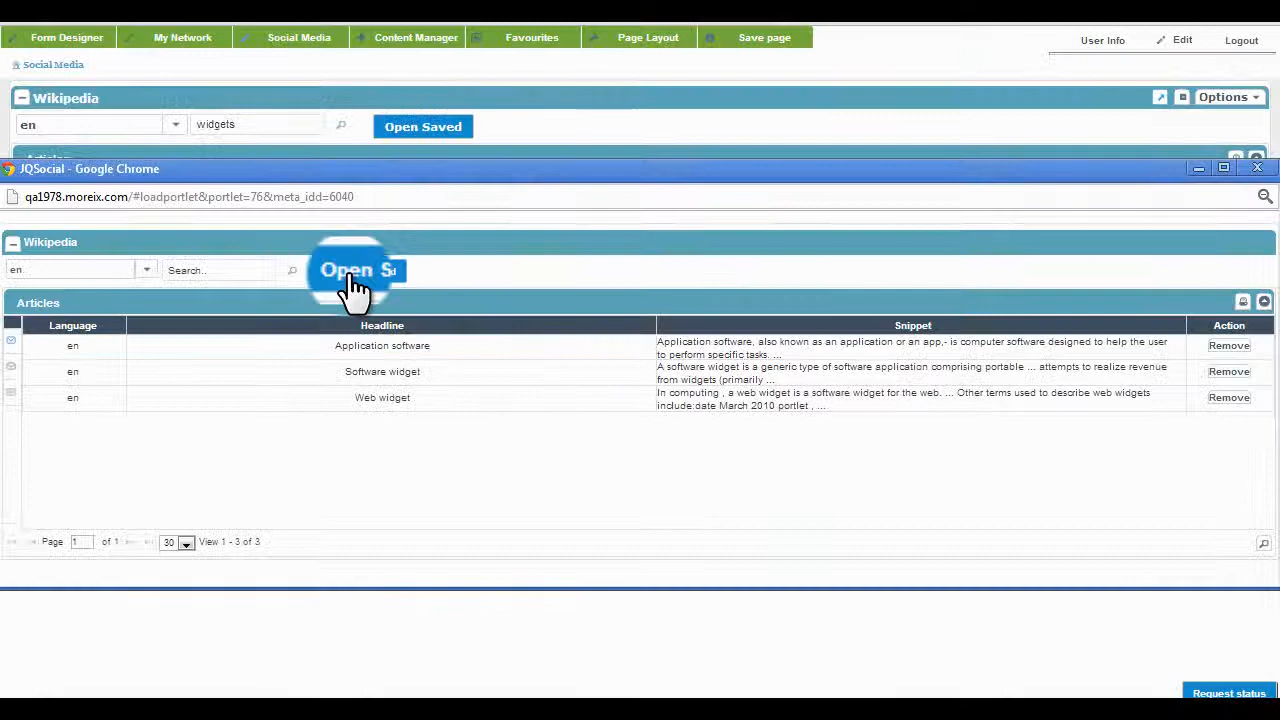 Form Designer My Network Social Media Content Manager Favourites Page Layout Save page User Info Edit Logout
Social Media
Wikipedia Options
en widgets Open Saved
JQSocial - Google Chrome
qa1978.moreix.com/#loadportlet&portlet=76&meta_idd=6040
Wikipedia
en Search.. Open S d
Articles
Language Headline Snippet Action
en Application software Application software, also known as an application or an app,- is computer software designed to help the user
to perform specific tasks. ... Remove
en Software widget A software widget is a generic type of software application comprising portable ... attempts to realize revenue
from widgets (primarily ... Remove
en Web widget In computing , a web widget is a software widget for the web. ... Other terms used to describe web widgets
include:date March 2010 portlet , ... Remove
Page 1 of 1 30 View 1 - 3 of 3
Request status